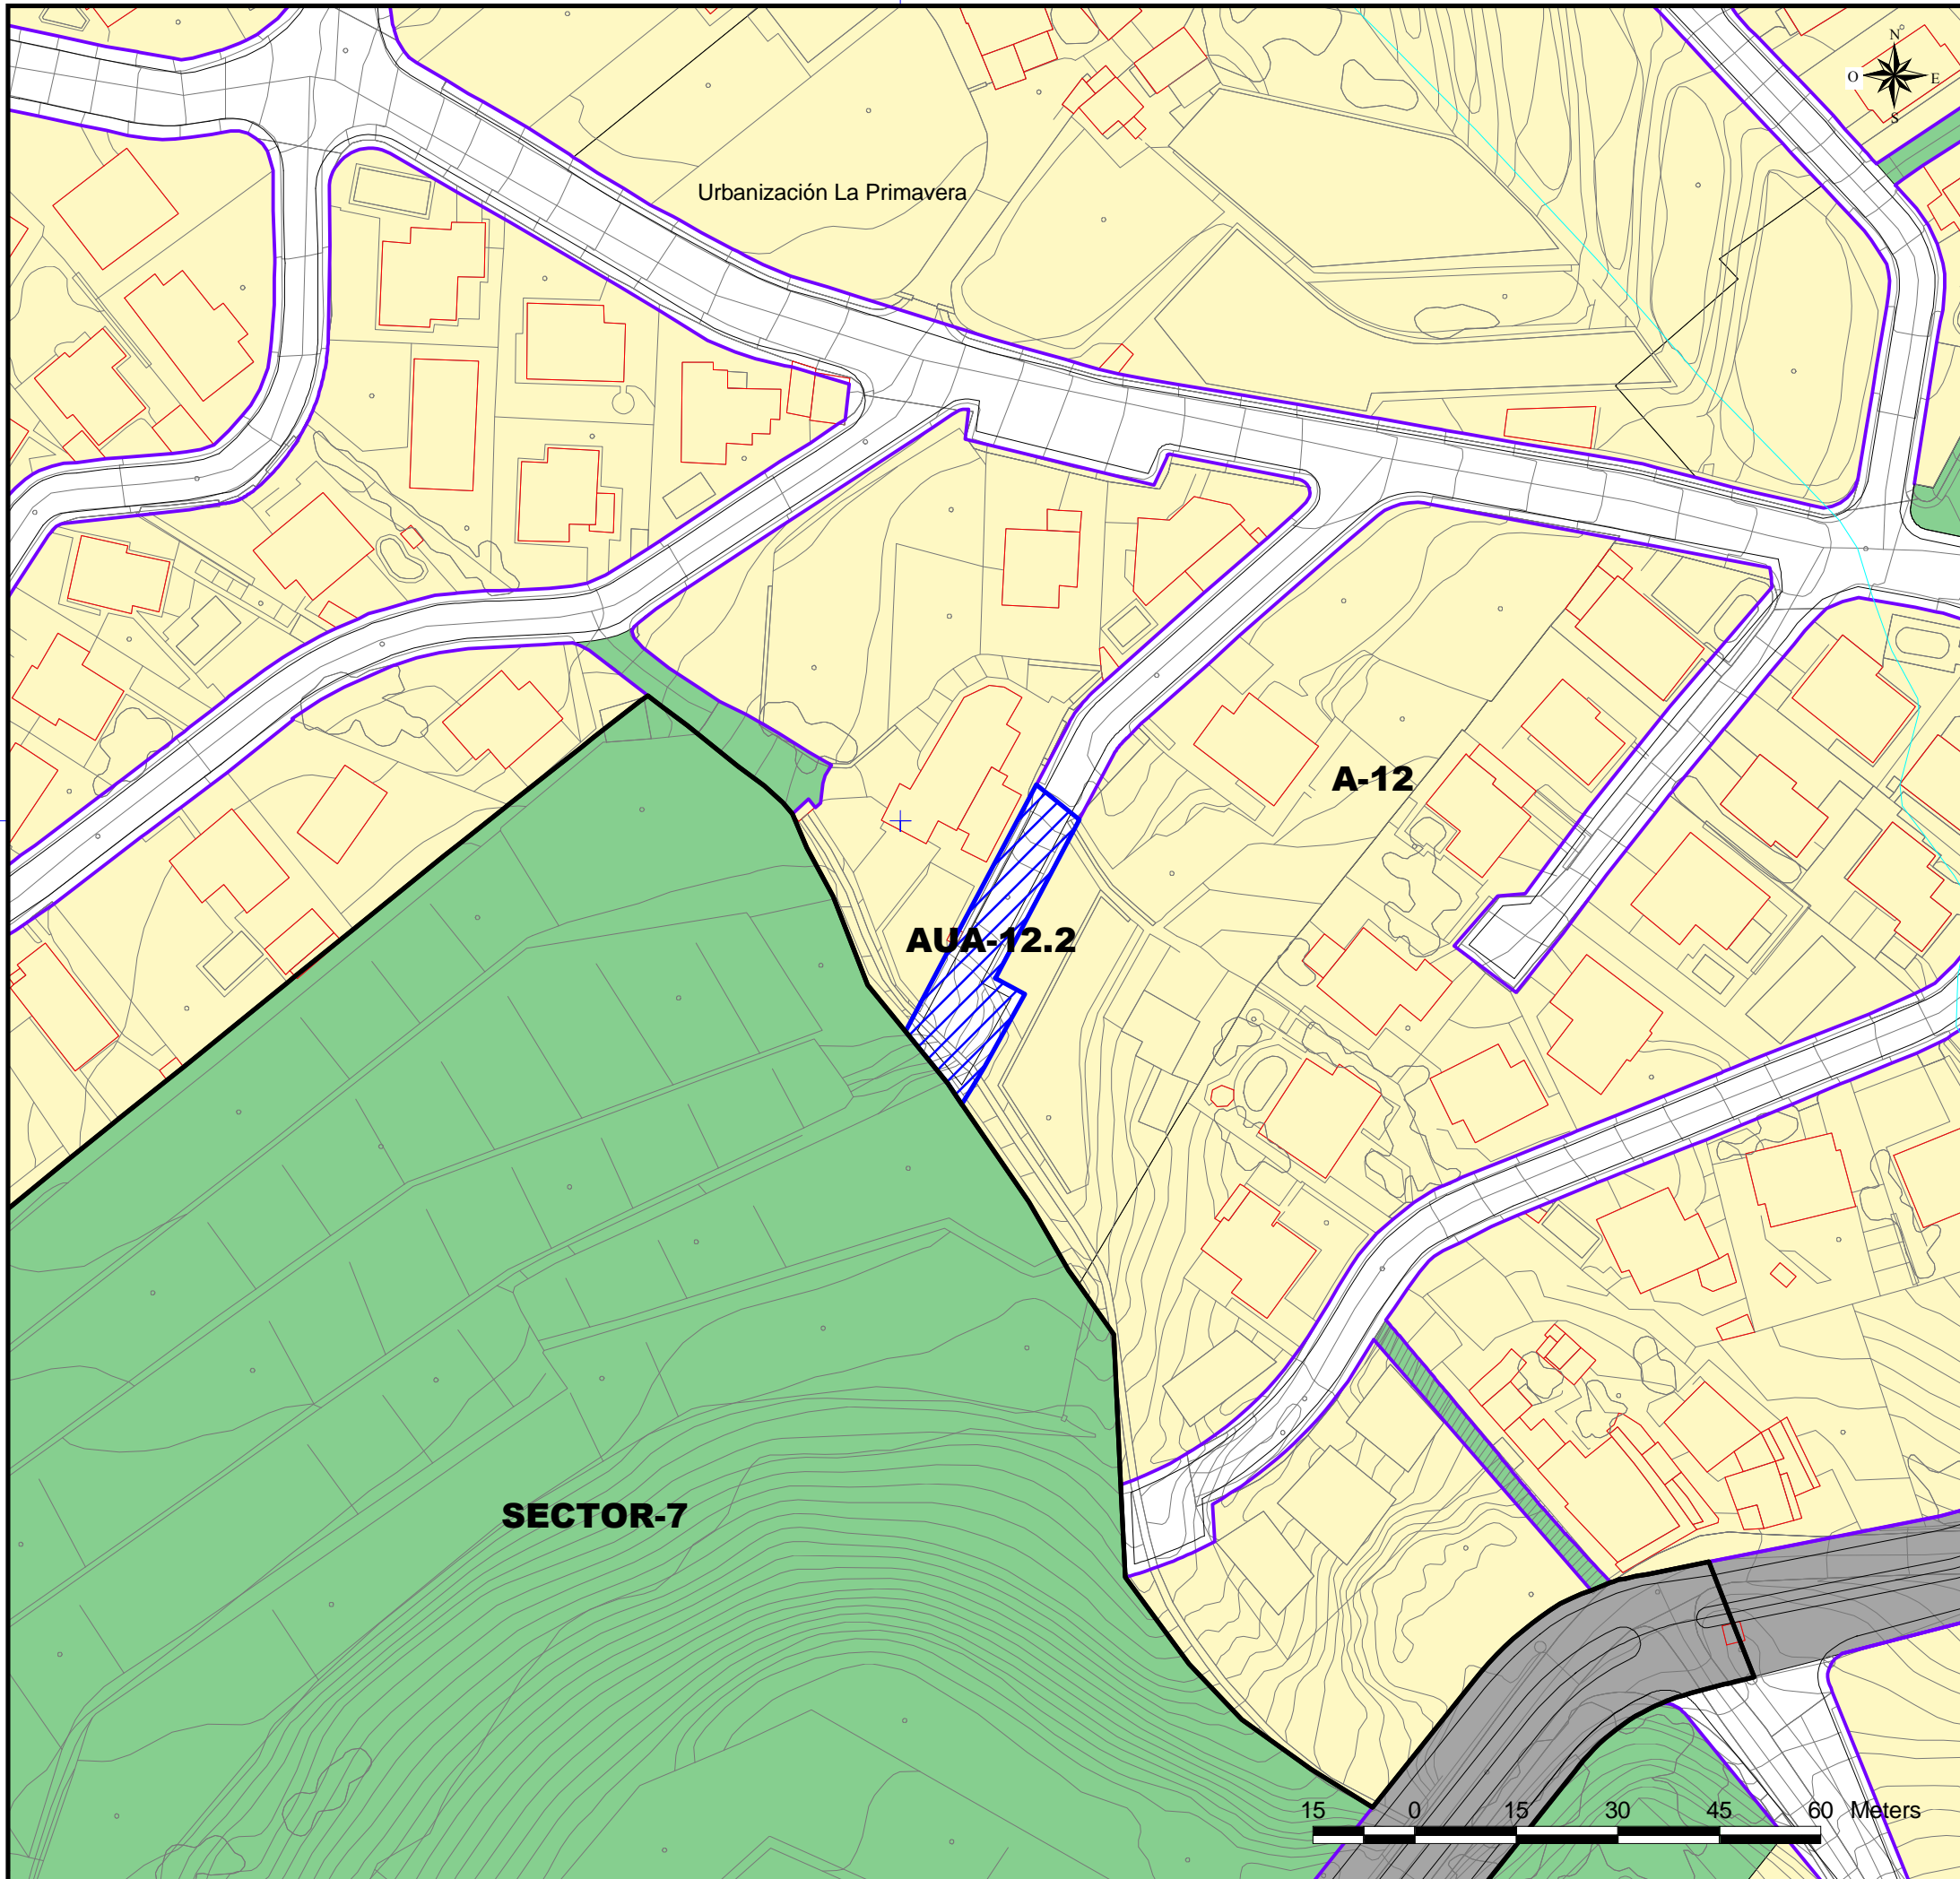 N
O E
S
Urbanización La Primavera
A-12
AUA-12.2
SECTOR-7
15 0 15 30 45 60 Meters